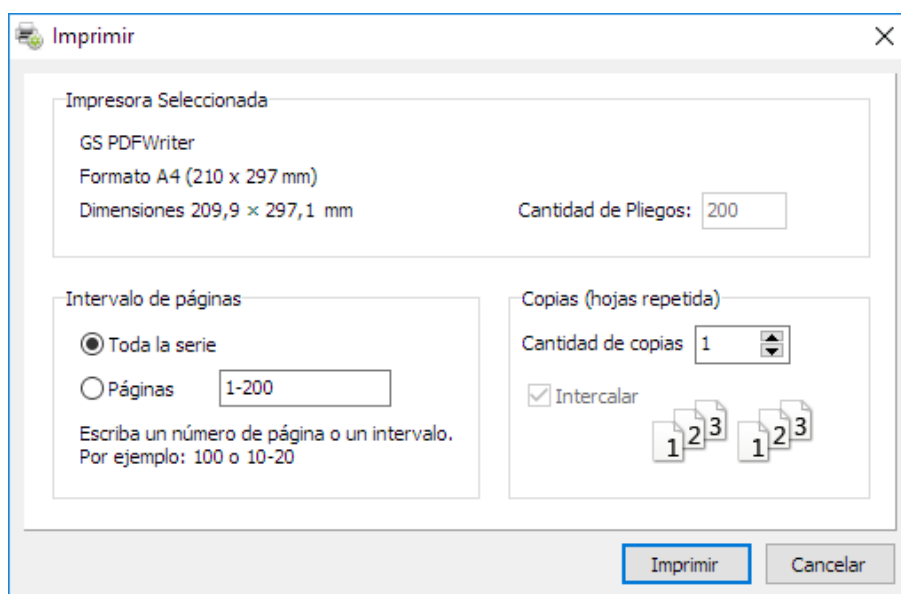 Imprimir
Impresora Seleccionada
GS PDFWriter
Formato A4 (210 x 297 mm)
Dimensiones 209,9 × 297,1 mm
Cantidad de Pliegos: 200
Intervalo de páginas
Toda la serie
Páginas 1-200
Escriba un número de página o un intervalo.
Por ejemplo: 100 o 10-20
Copias (hojas repetida)
Cantidad de copias 1
Intercalar
1 2 3 1 2 3
Imprimir Cancelar